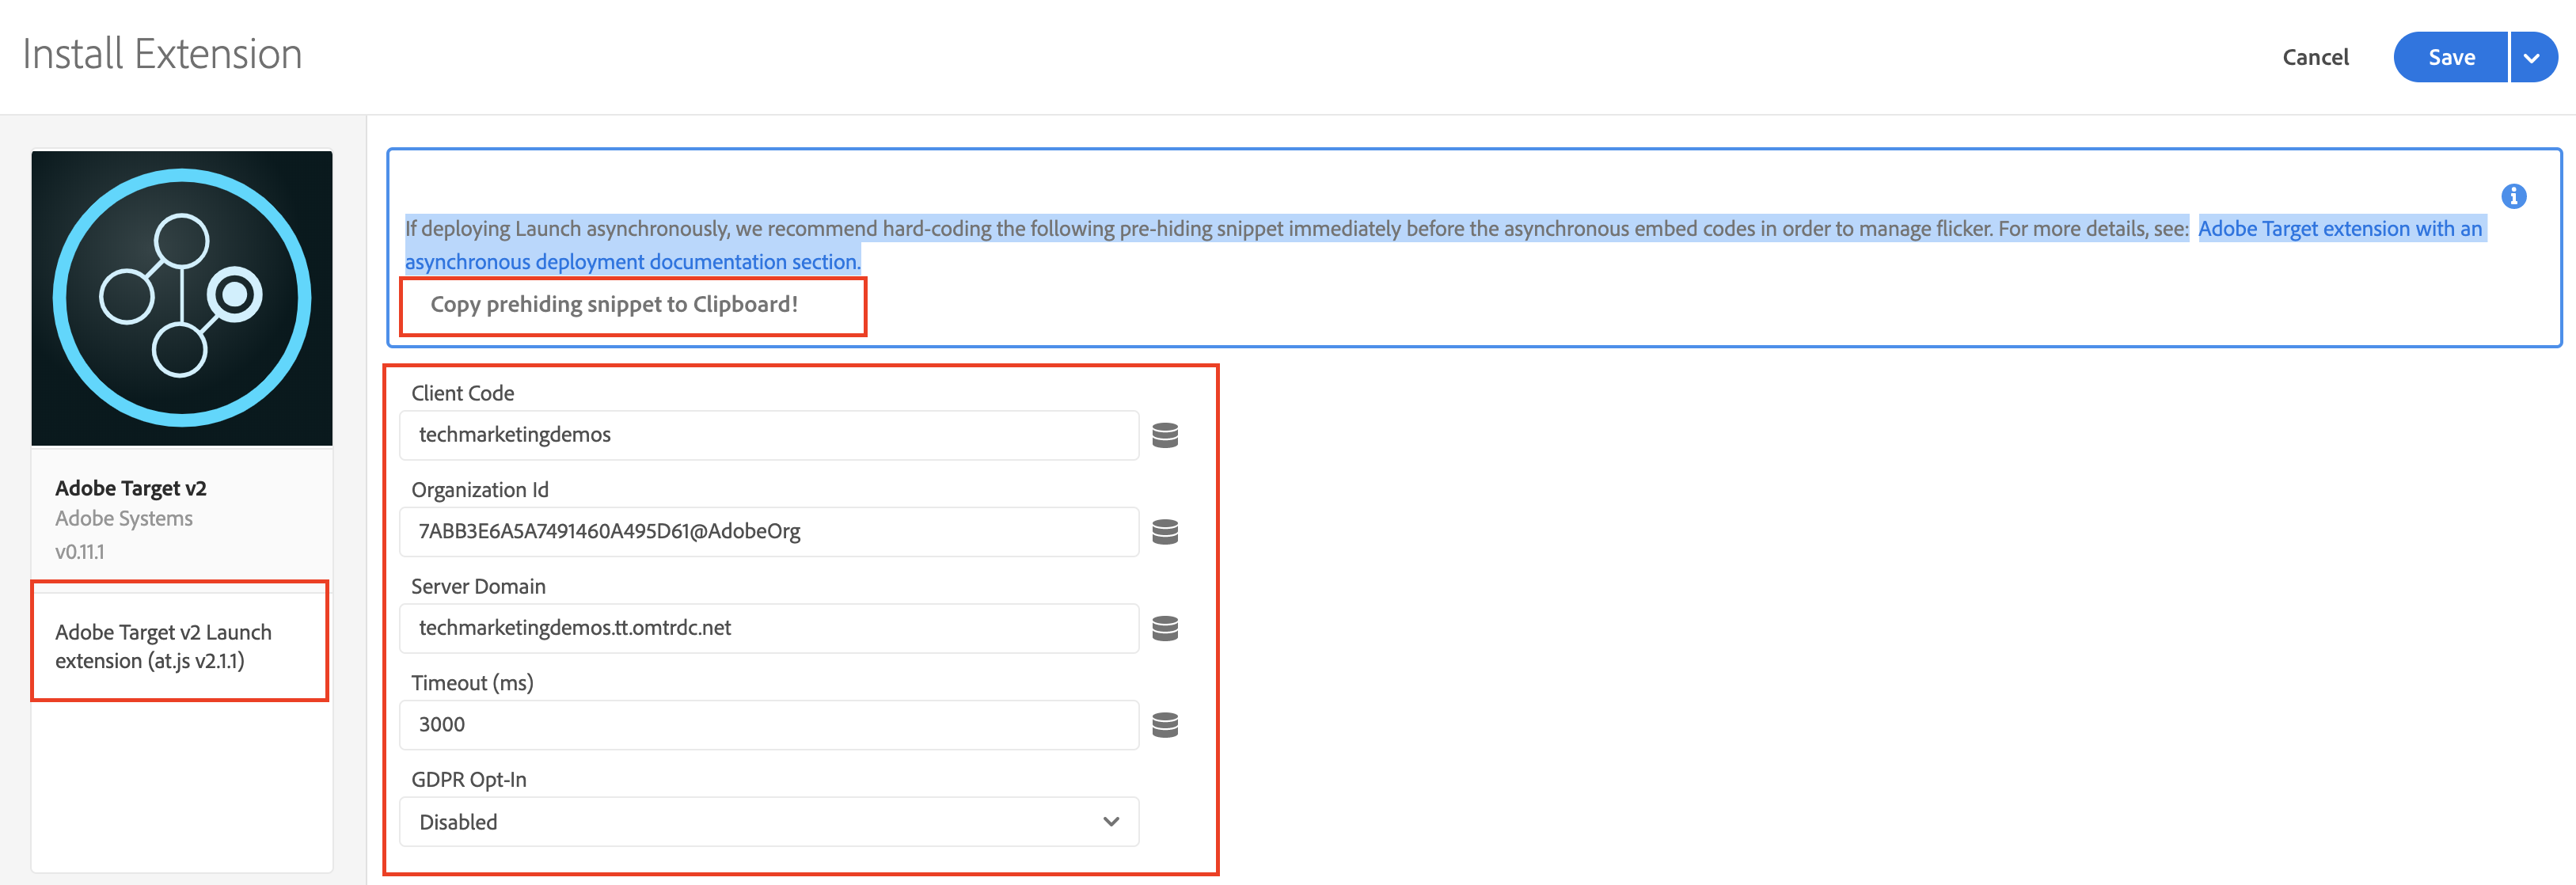 Install Extension
Cancel
Save
If deploying Launch asynchronously, we recommend hard-coding the following pre-hiding snippet immediately before the asynchronous embed codes in order to manage flicker. For more details, see: Adobe Target extension with an
asynchronous deployment documentation section.
Copy prehiding snippet to Clipboard!
Adobe Target v2
Adobe Systems
v0.11.1
Adobe Target v2 Launch
extension (at.js v2.1.1)
Client Code
techmarketingdemos
Organization Id
7ABB3E6A5A7491460A495D61@AdobeOrg
Server Domain
techmarketingdemos.tt.omtrdc.net
Timeout (ms)
3000
GDPR Opt-In
Disabled